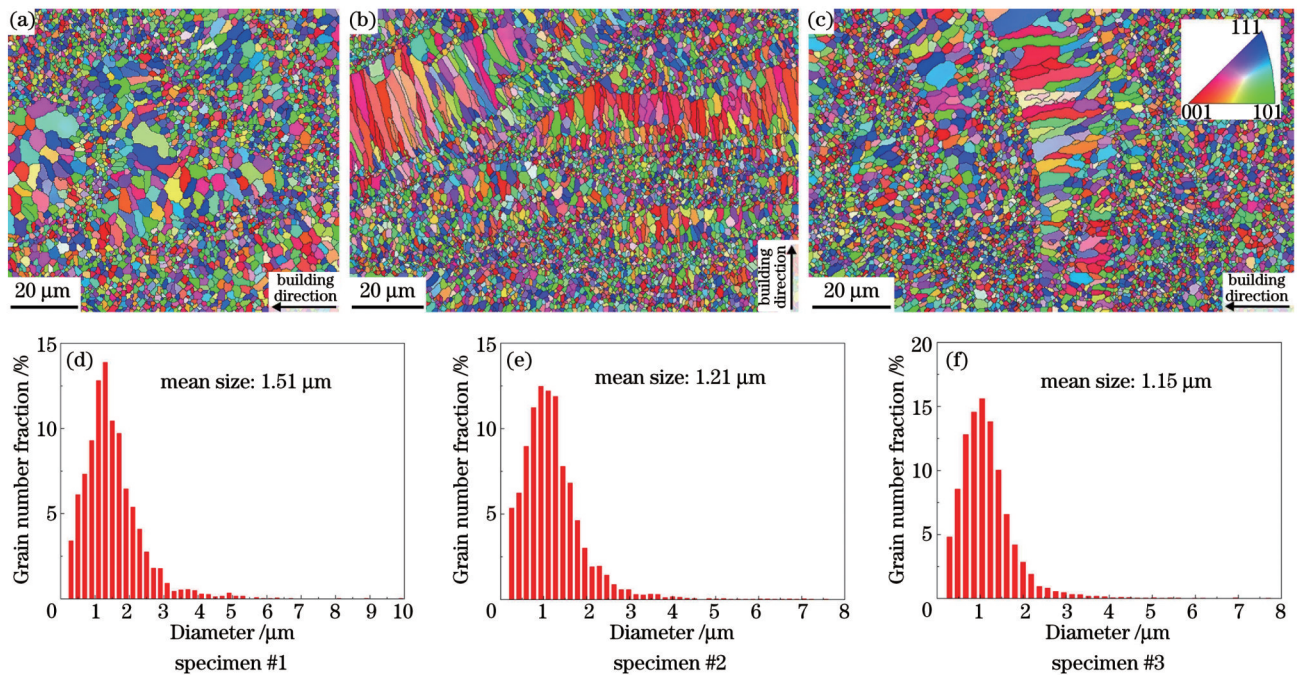 (a)
20 μm
building
direction
(b)
20 μm
building
direction
(c)
111
001
101
20 μm
building
direction
(d)
mean size: 1.51 μm
Grain number fraction /%
15
10
5
0
1
2
3
4
5
6
7
8
9
10
Diameter /μm
specimen #1
(e)
mean size: 1.21 μm
Grain number fraction /%
15
10
5
0
1
2
3
4
5
6
7
8
Diameter /μm
specimen #2
(f)
mean size: 1.15 μm
Grain number fraction /%
20
15
10
5
0
1
2
3
4
5
6
7
8
Diameter /μm
specimen #3